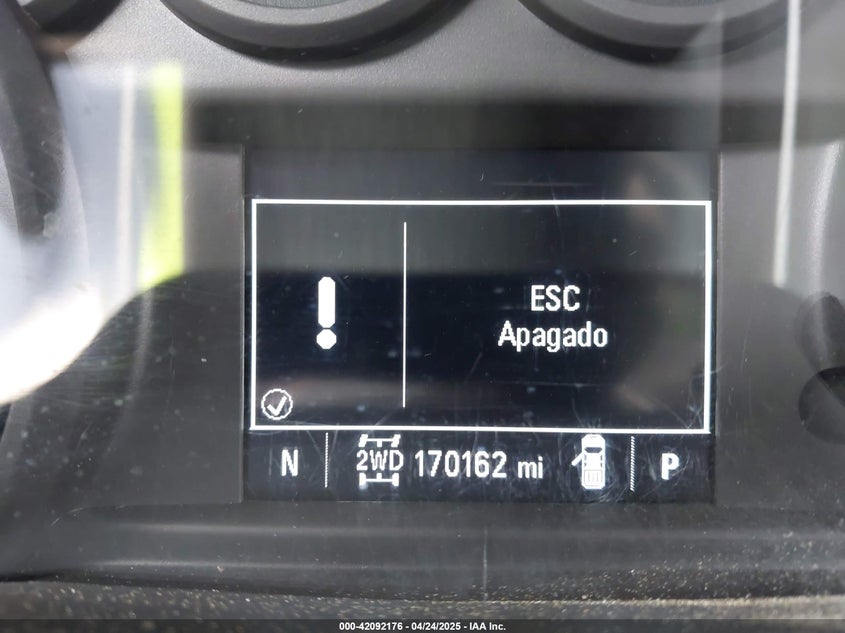 ESC
Apagado
N 2WD 170162 mi P
000-42092176 - 04/24/2025 - IAA Inc.